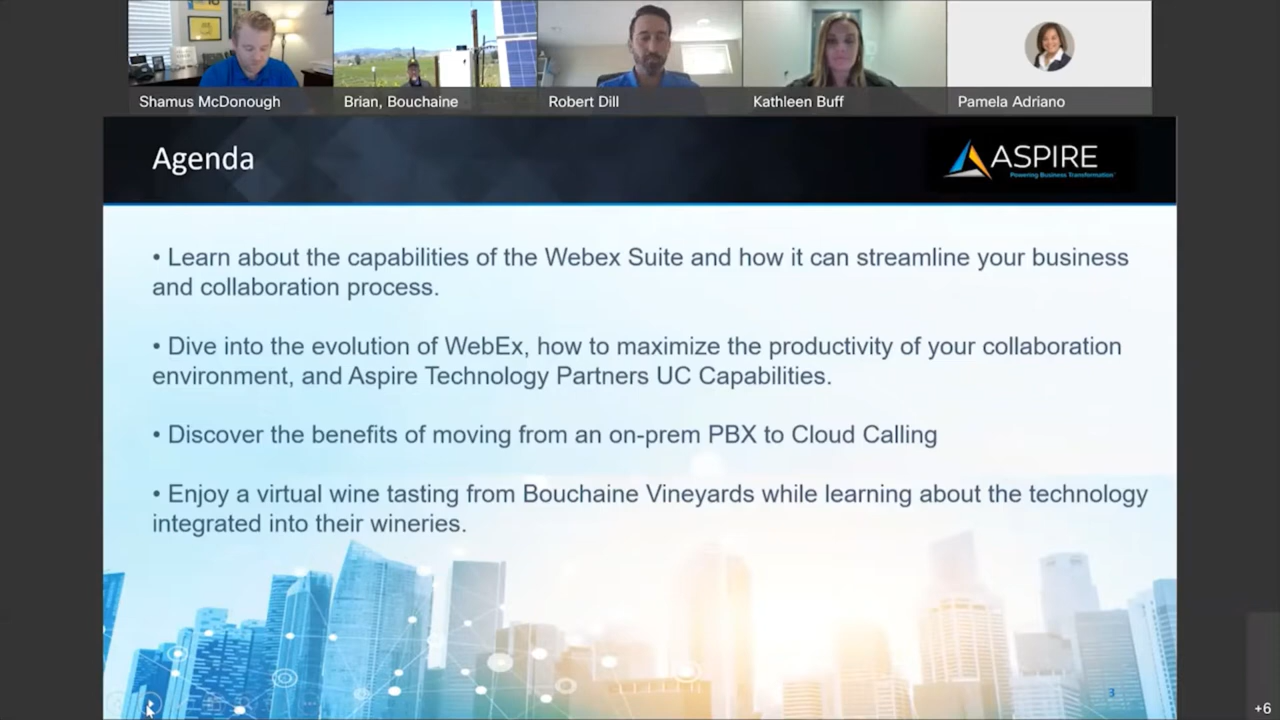 Shamus McDonough
Brian, Bouchaine
Robert Dill
Kathleen Buff
Pamela Adriano
Agenda
ASPIRE
Powering Business Transformation
• Learn about the capabilities of the Webex Suite and how it can streamline your business
and collaboration process.
• Dive into the evolution of WebEx, how to maximize the productivity of your collaboration
environment, and Aspire Technology Partners UC Capabilities.
• Discover the benefits of moving from an on-prem PBX to Cloud Calling
• Enjoy a virtual wine tasting from Bouchaine Vineyards while learning about the technology
integrated into their wineries.
3
+6